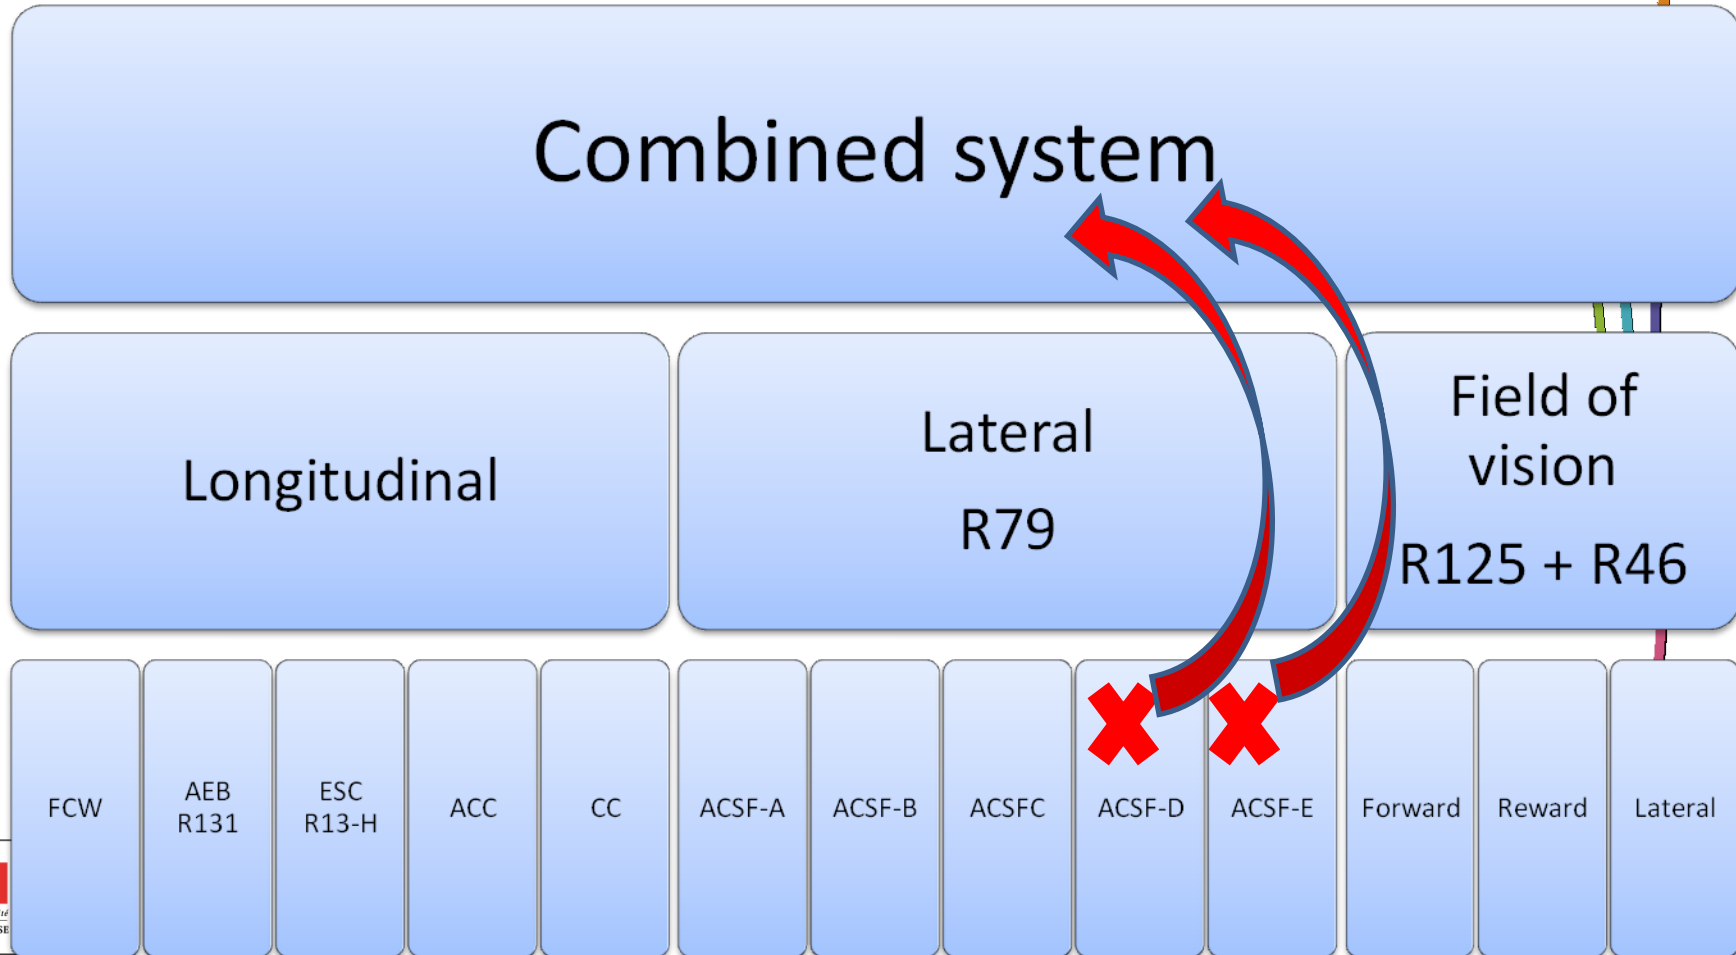 Combined system
Longitudinal
Lateral
R79
Field of
vision
R125 + R46
FCW
AEB
R131
ESC
R13-H
ACC
CC
ACSF-A
ACSF-B
ACSFC
ACSF-D
ACSF-E
Forward
Reward
Lateral